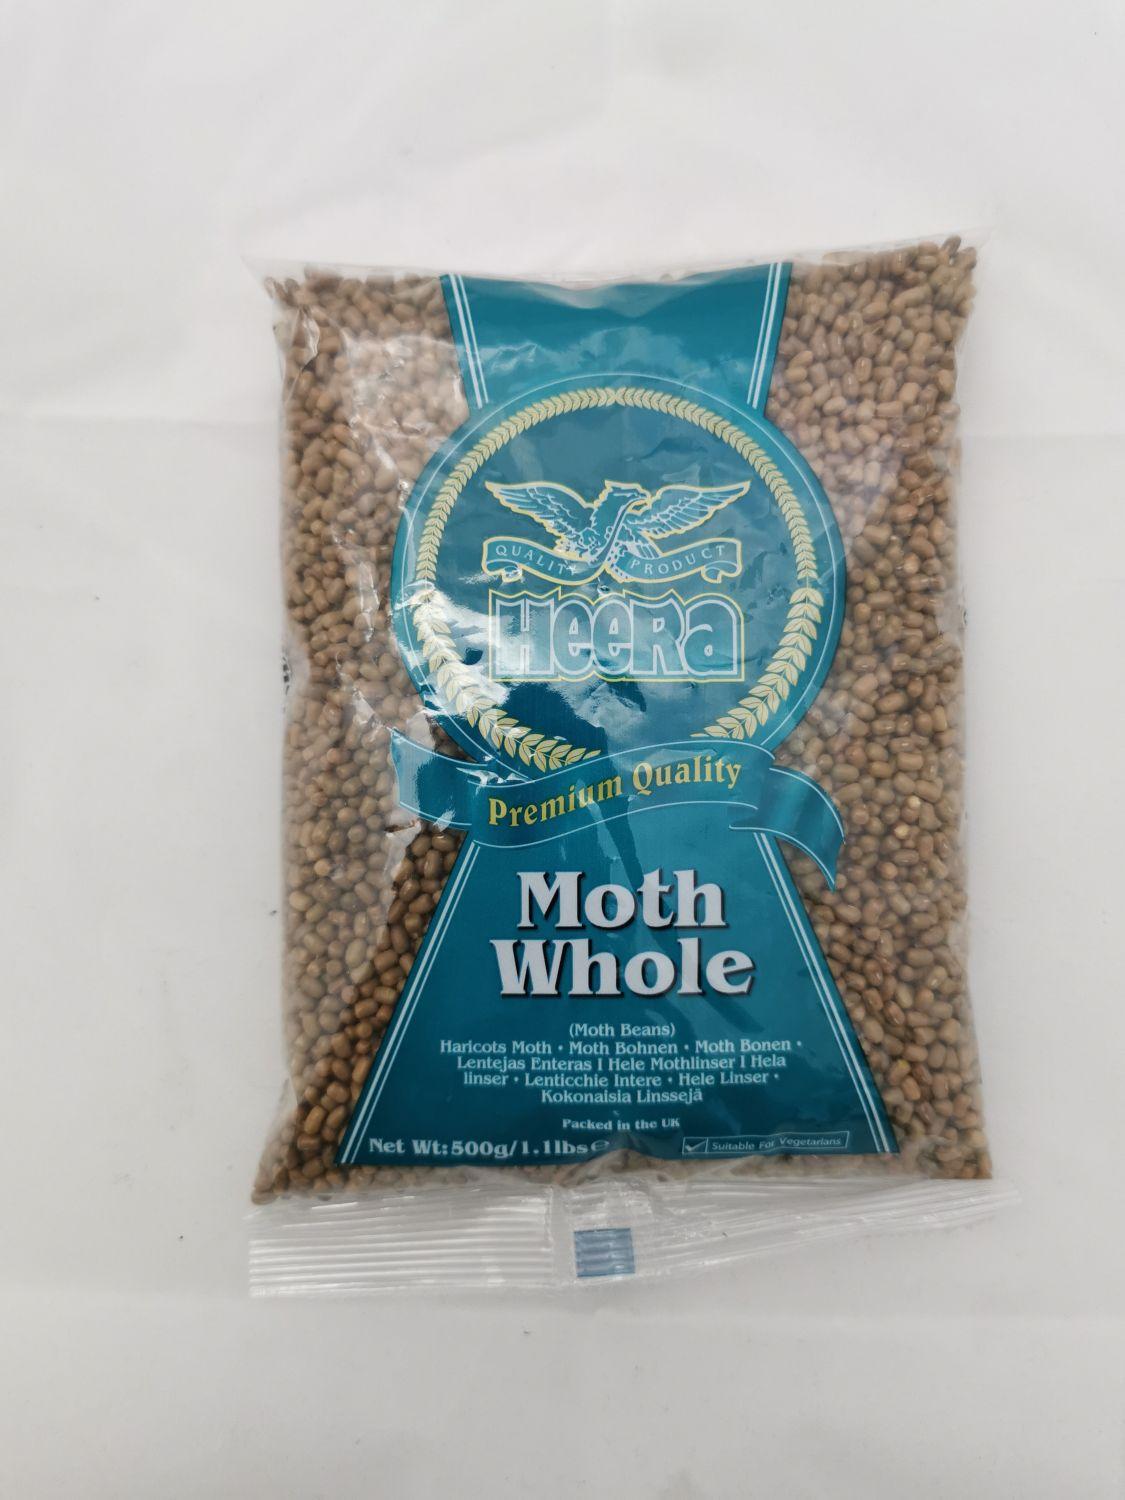 QUALITY PRODUCT
Heera
Premium Quality
Moth
Whole
(Moth Beans)
Haricots Moth • Moth Bohnen • Moth Bonen •
Lentejas Enteras I Hele Mothlinser I Hela
linser • Lenticchie Intere • Hele Linser •
Kokonaisia Linssejä
Packed in the UK
Net Wt:500g/1.1lbs℮
Suitable For Vegetarians